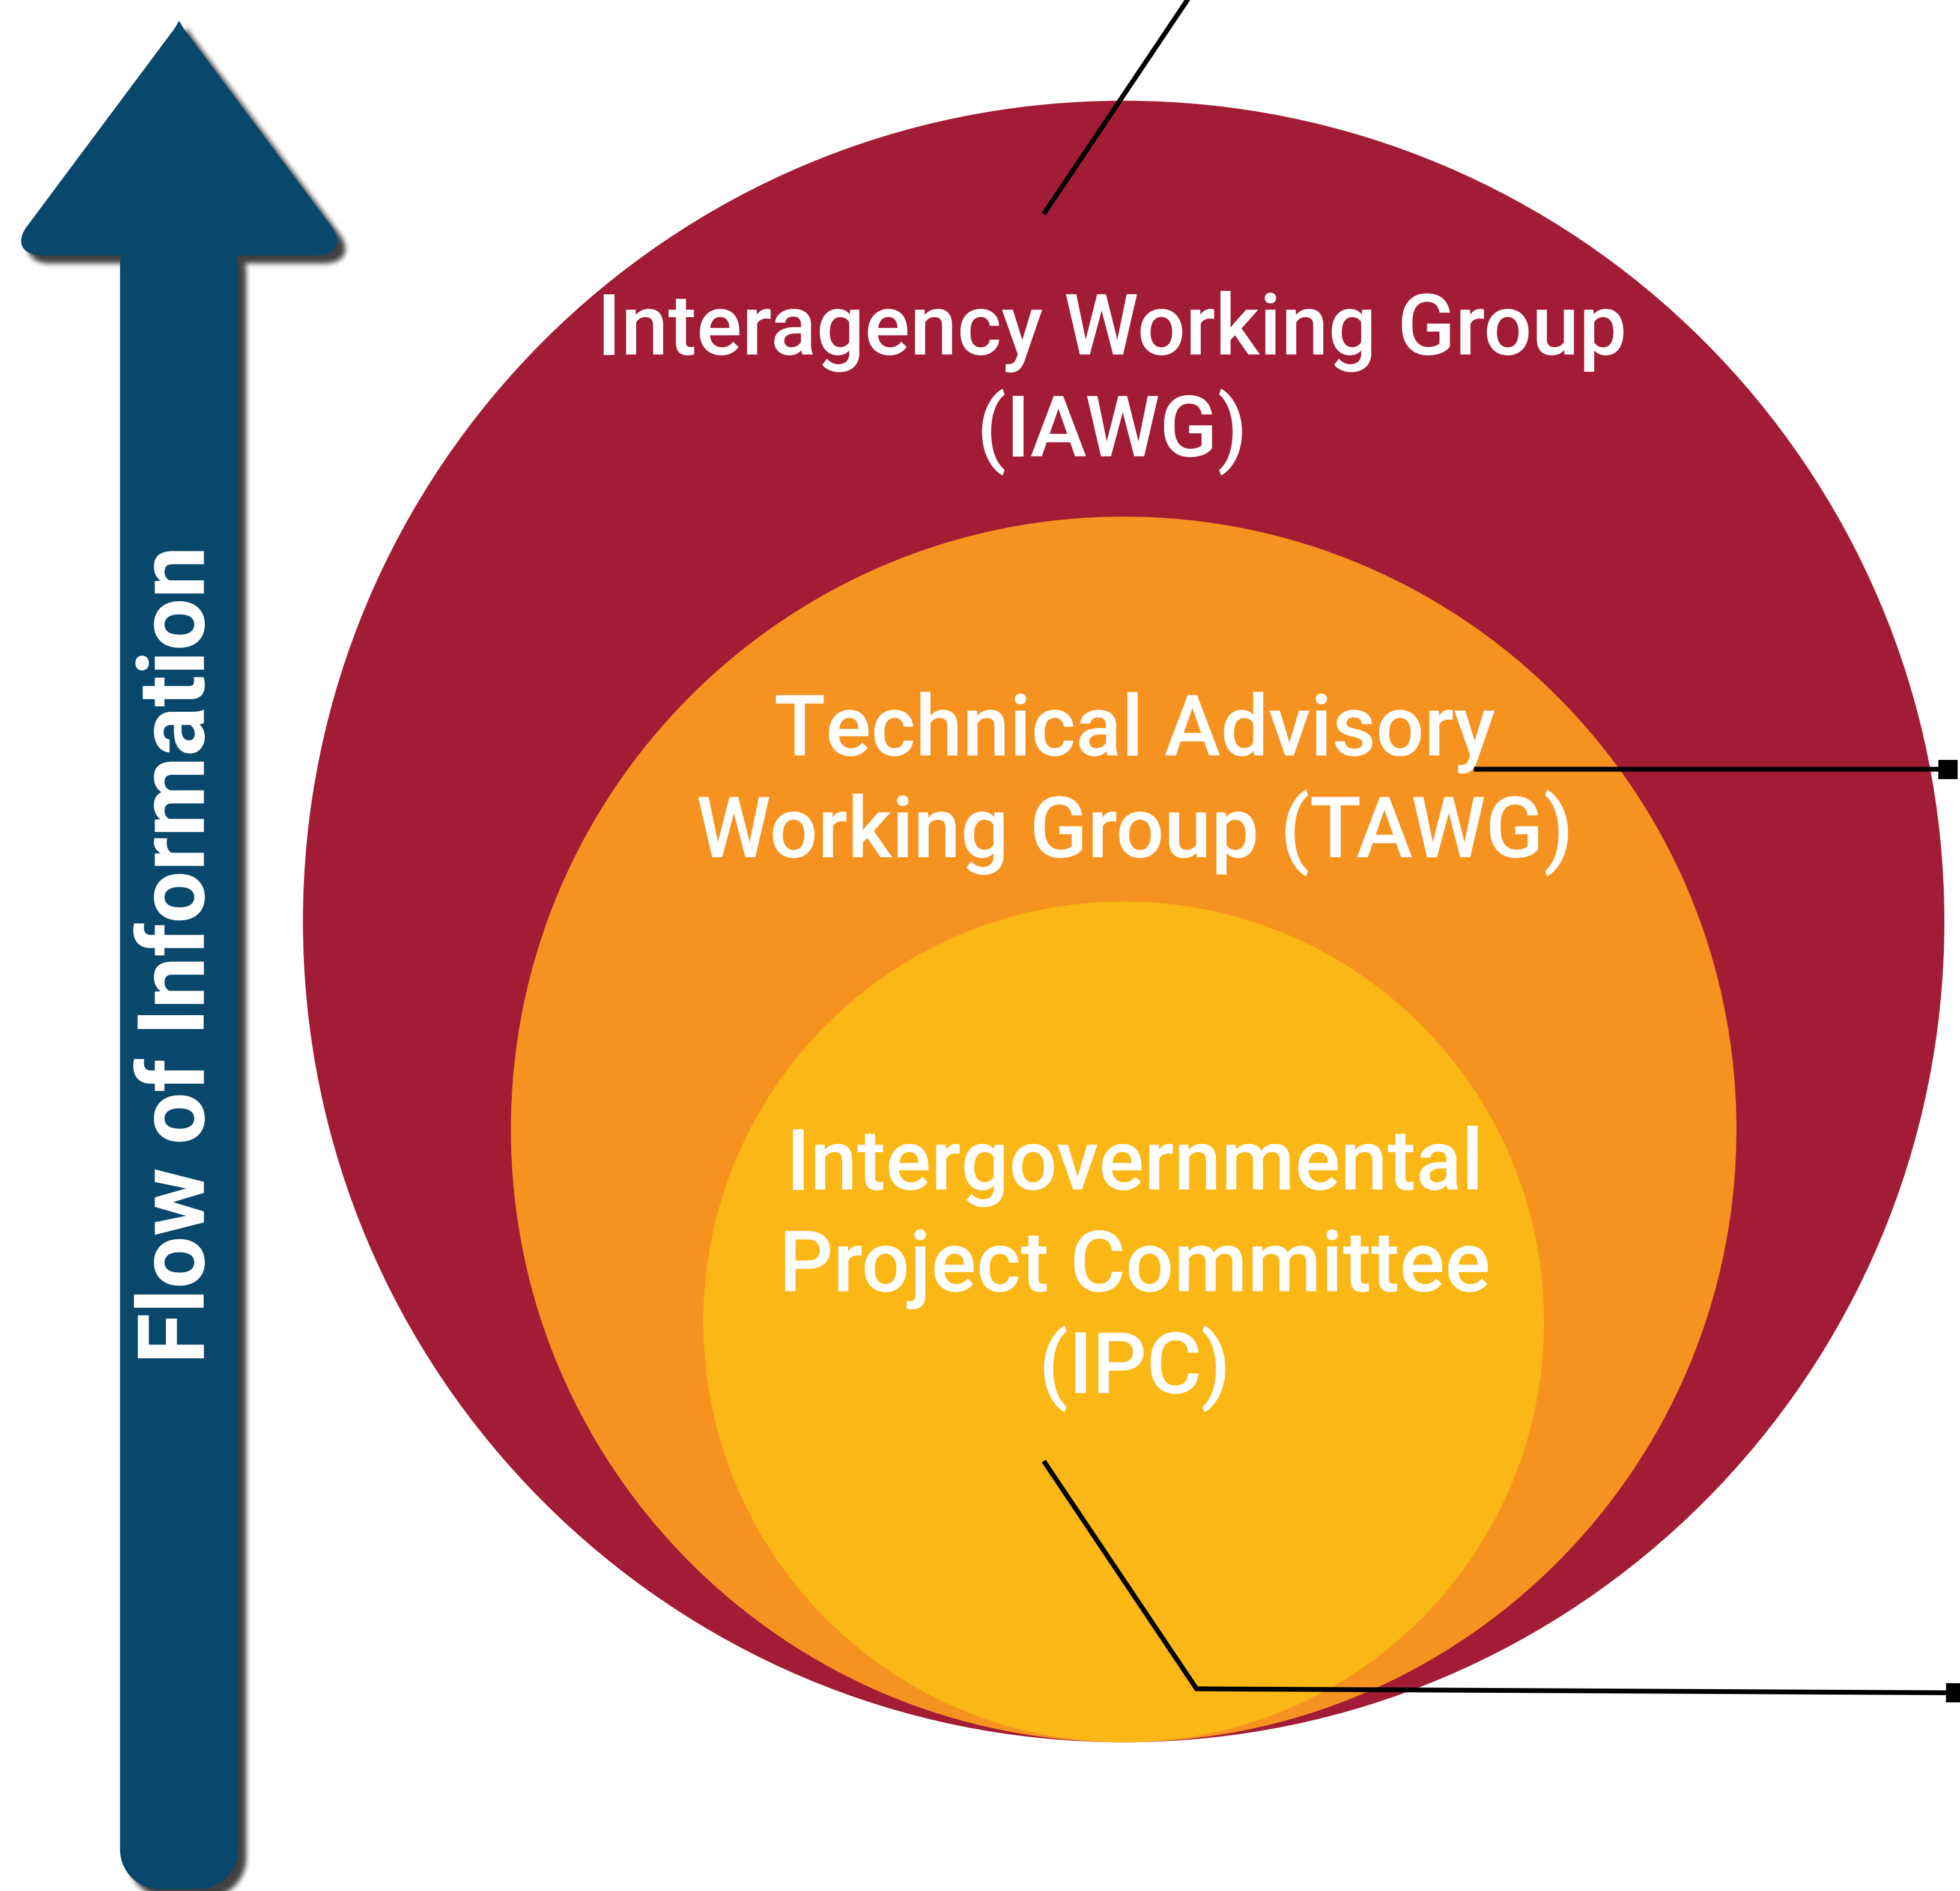 Flow of Information
Interagency Working Group
(IAWG)
Technical Advisory
Working Group (TAWG)
Intergovernmental
Project Committee
(IPC)